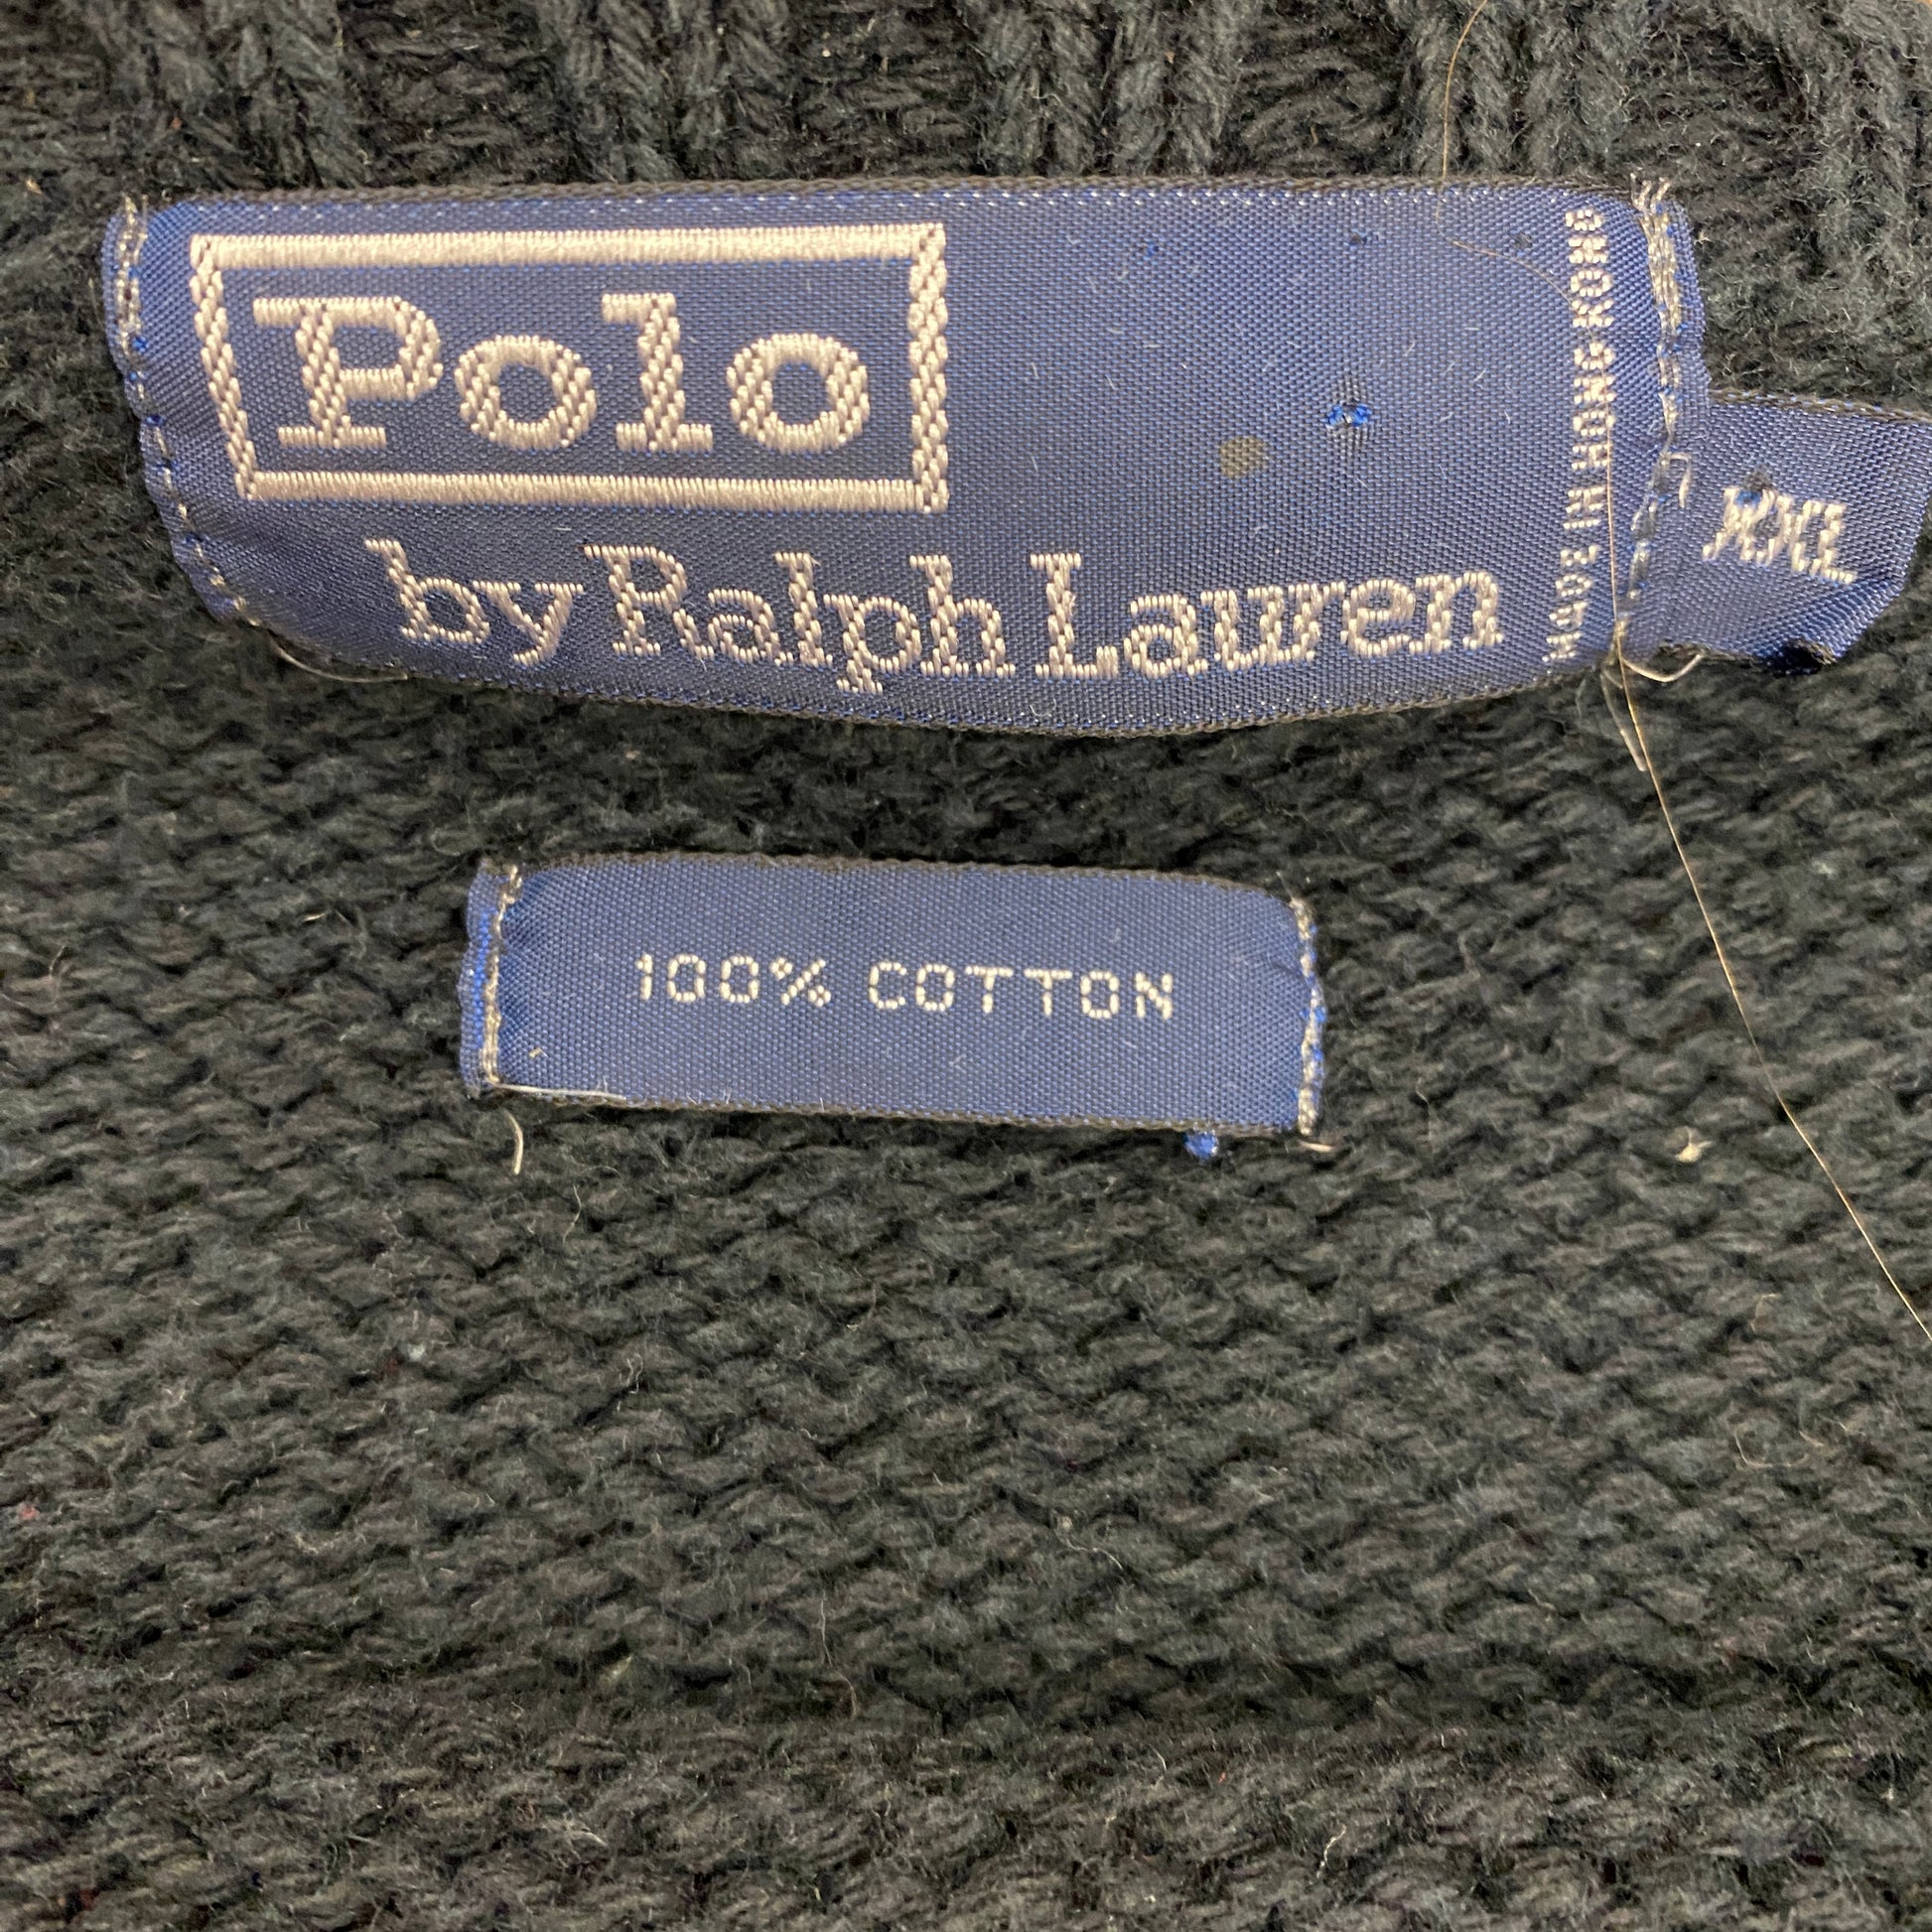 Polo
by Ralph Lauren
MADE IN HONG KONG
XXL
100% COTTON